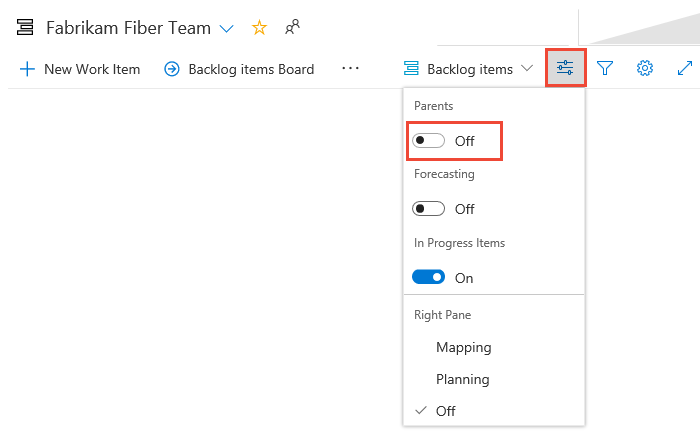 Fabrikam Fiber Team
New Work Item Backlog items Board ... Backlog items
Parents
Off
Forecasting
Off
In Progress Items
On
Right Pane
Mapping
Planning
Off